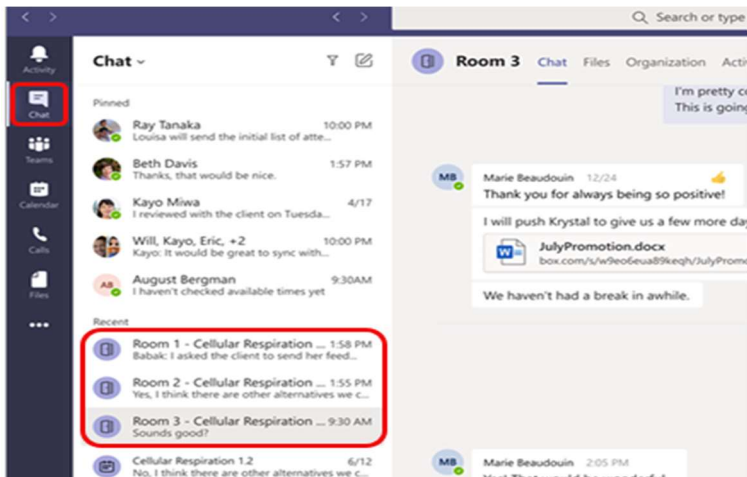 Search or type
Activity
Chat
Teams
Calendar
Calls
Files
Chat
Pinned
Ray Tanaka 10:00 PM
Louisa will send the initial list of atte...
Beth Davis 1:57 PM
Thanks, that would be nice.
Kayo Miwa 4/17
I reviewed with the client on Tuesda...
Will, Kayo, Eric, +2 10:00 PM
Kayo: It would be great to sync with...
AB
August Bergman 9:30AM
I haven't checked available times yet
Recent
Room 1 - Cellular Respiration ... 1:58 PM
Babak: I asked the client to send her feed...
Room 2 - Cellular Respiration ... 1:55 PM
Yes, I think there are other alternatives we c...
Room 3 - Cellular Respiration ... 9:30 AM
Sounds good?
Cellular Respiration 1.2 6/12
No, I think there are other alternatives we c...
Room 3 Chat Files Organization Activ
I'm pretty c
This is going
MB
Marie Beaudouin 12/24
Thank you for always being so positive!
I will push Krystal to give us a few more day
JulyPromotion.docx
box.com/s/w9eo6eua89keqh/JulyPromo
We haven't had a break in awhile.
MB
Marie Beaudouin 2:05 PM